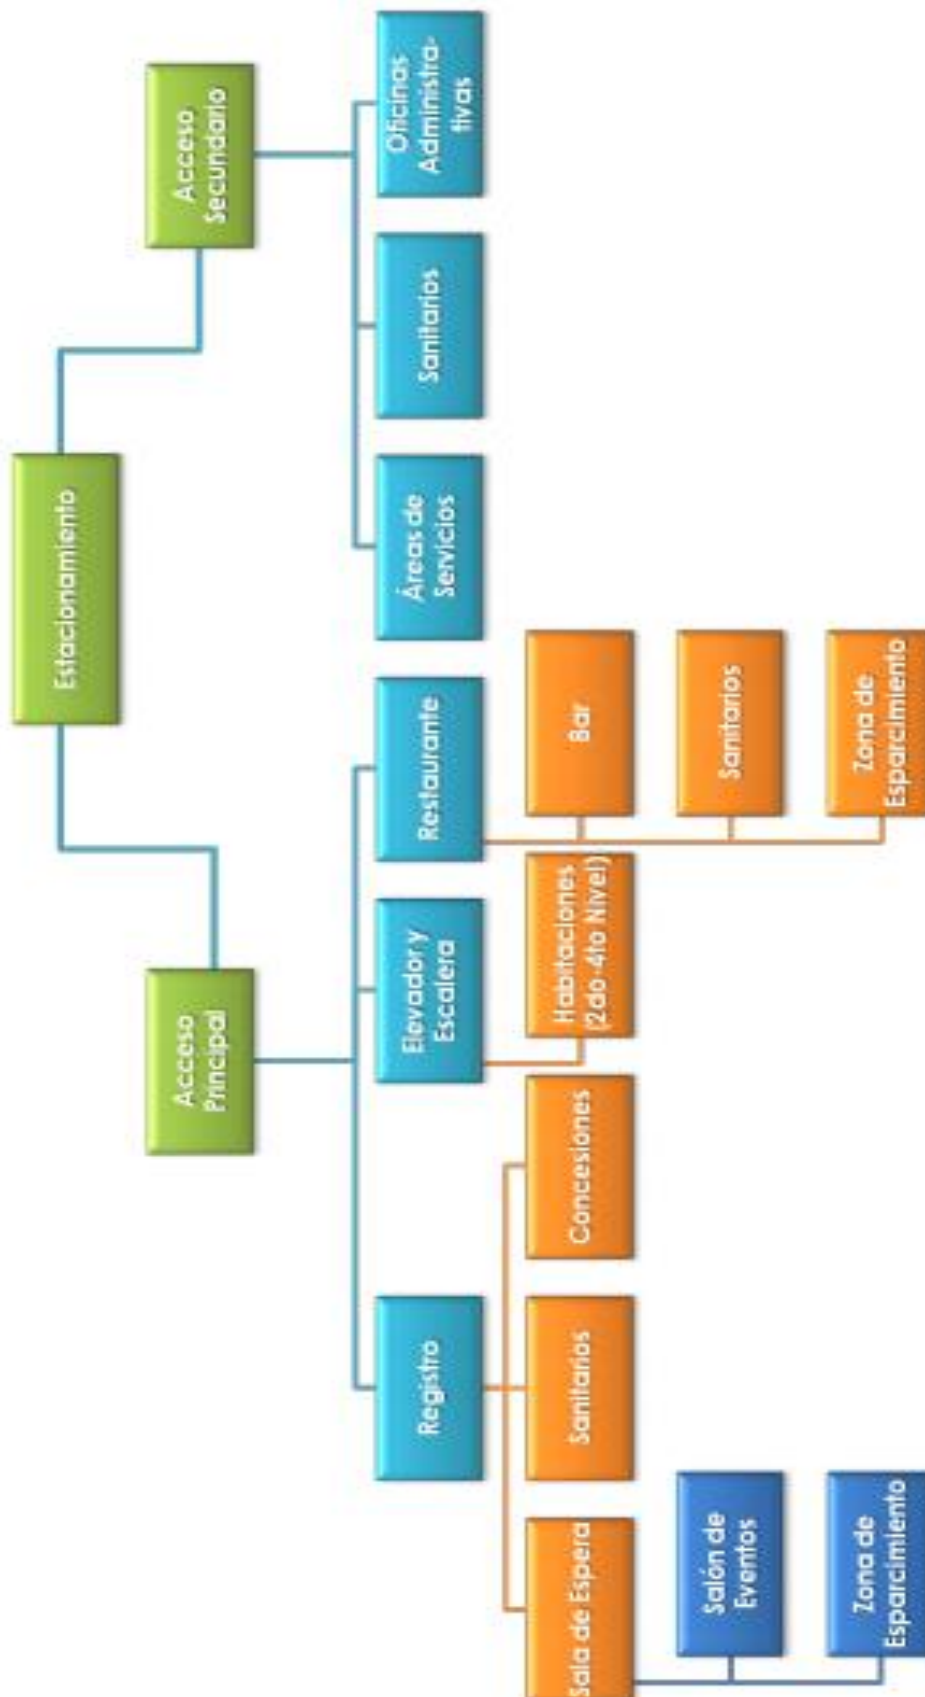 Estacionamiento
Acceso
Principal
Acceso
Secundario
Registro
Elevador y
Escalera
Restaurante
Áreas de
Servicios
Sanitarios
Oficinas
Administra-
tivas
Sala de Espera
Sanitarios
Concesiones
Habitaciones
(2do -4to Nivel)
Bar
Sanitarios
Zona de
Esparcimiento
Salón de
Eventos
Zona de
Esparcimiento